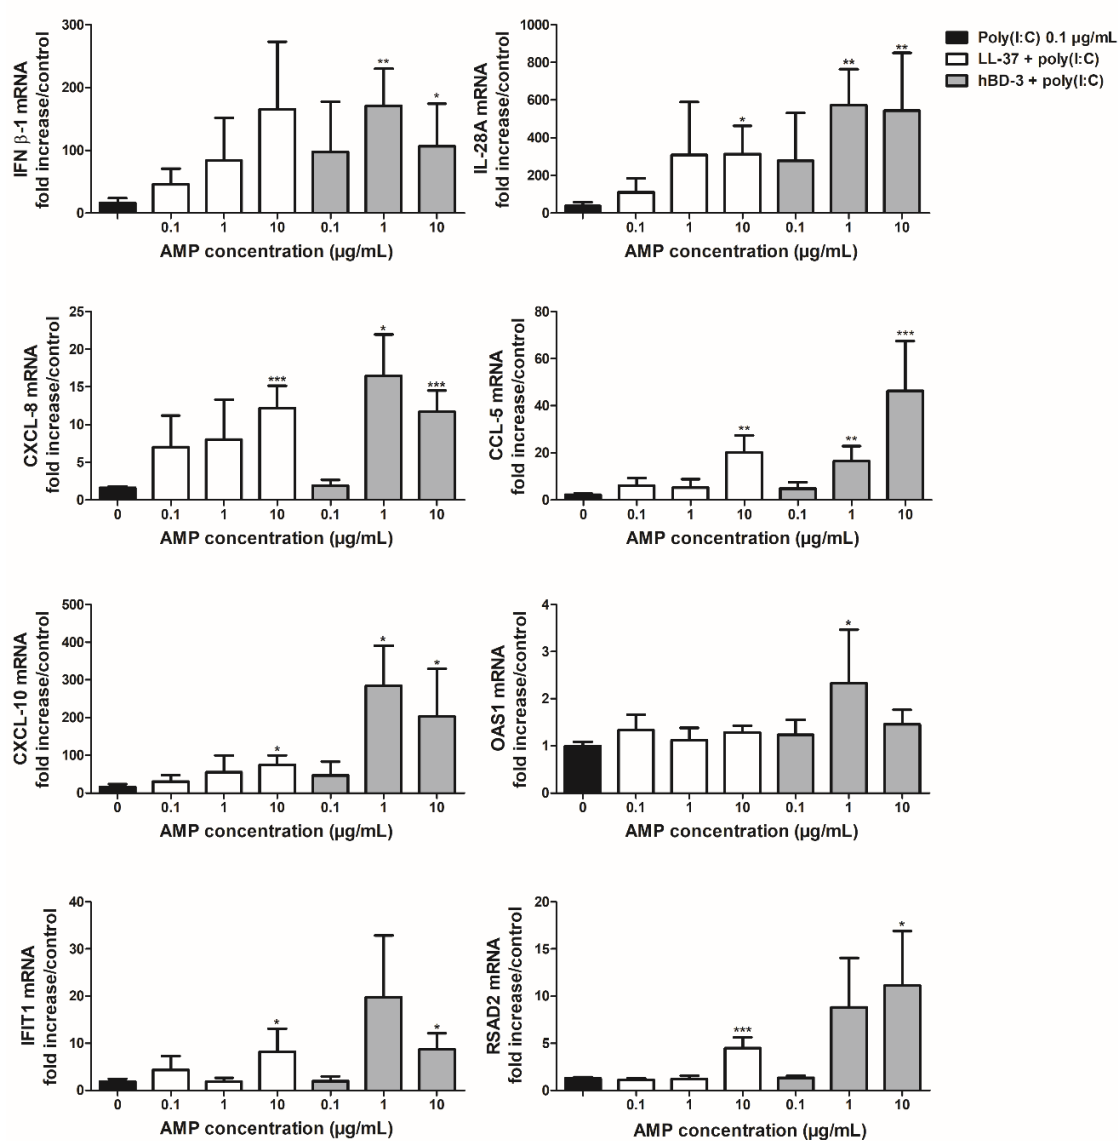 Poly(I:C) 0.1 µg/mL
LL-37 + poly(I:C)
hBD-3 + poly(I:C)
IFN β-1 mRNA
fold increase/control
300
200
100
0
** *
0.1 1 10 0.1 1 10
AMP concentration (µg/mL)
IL-28A mRNA
fold increase/control
1000
800
600
400
200
0
* ** **
0.1 1 10 0.1 1 10
AMP concentration (µg/mL)
CXCL-8 mRNA
fold increase/control
25
20
15
10
5
0
*** * ***
0 0.1 1 10 0.1 1 10
AMP concentration (µg/mL)
CCL-5 mRNA
fold increase/control
80
60
40
20
0
** ** ***
0 0.1 1 10 0.1 1 10
AMP concentration (µg/mL)
CXCL-10 mRNA
fold increase/control
500
400
300
200
100
0
* * *
0 0.1 1 10 0.1 1 10
AMP concentration (µg/mL)
OAS1 mRNA
fold increase/control
4
3
2
1
0
*
0 0.1 1 10 0.1 1 10
AMP concentration (µg/mL)
IFIT1 mRNA
fold increase/control
40
30
20
10
0
* *
0 0.1 1 10 0.1 1 10
AMP concentration (µg/mL)
RSAD2 mRNA
fold increase/control
20
15
10
5
0
*** *
0.1 1 10 0.1 1 10
AMP concentration (µg/mL)